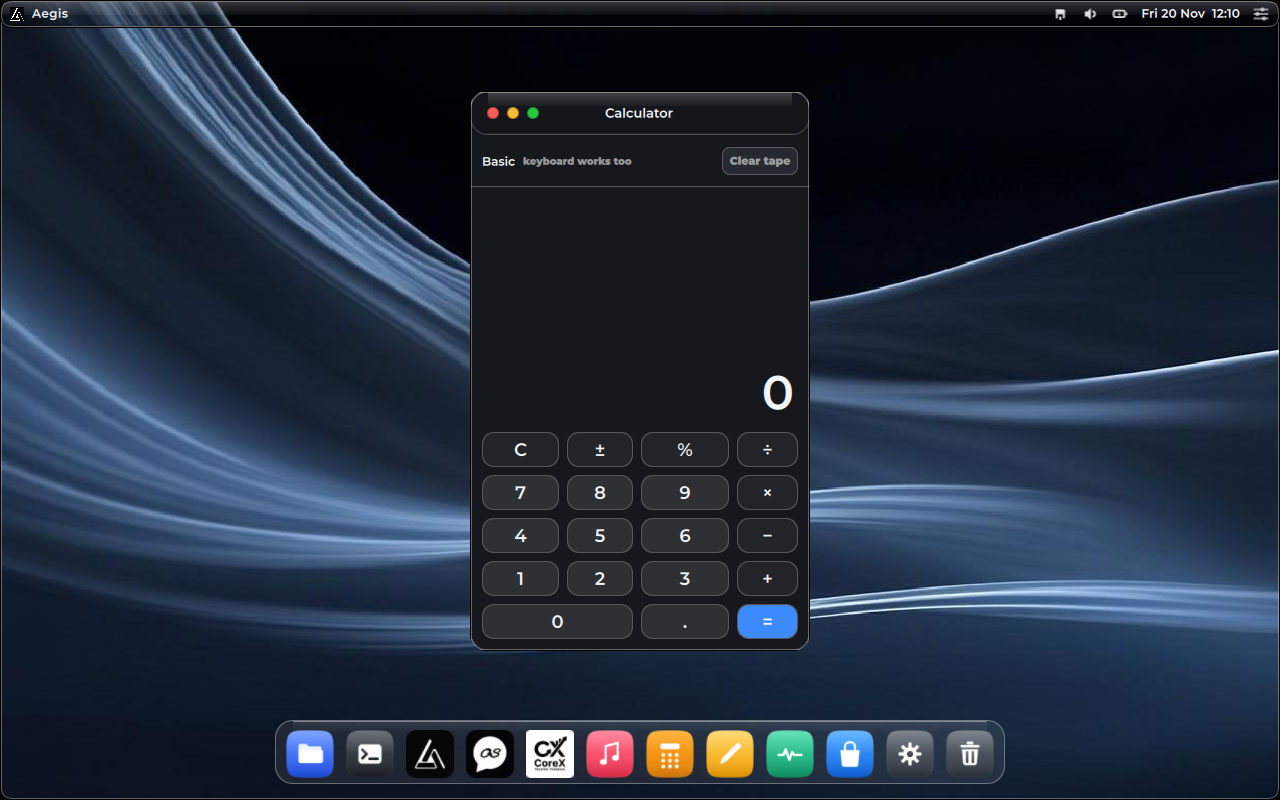 Aegis
Fri 20 Nov 12:10
Calculator
Basic keyboard works too
Clear tape
0
C ± % ÷
7 8 9 ×
4 5 6 −
1 2 3 +
0 . =
as
CX
CoreX